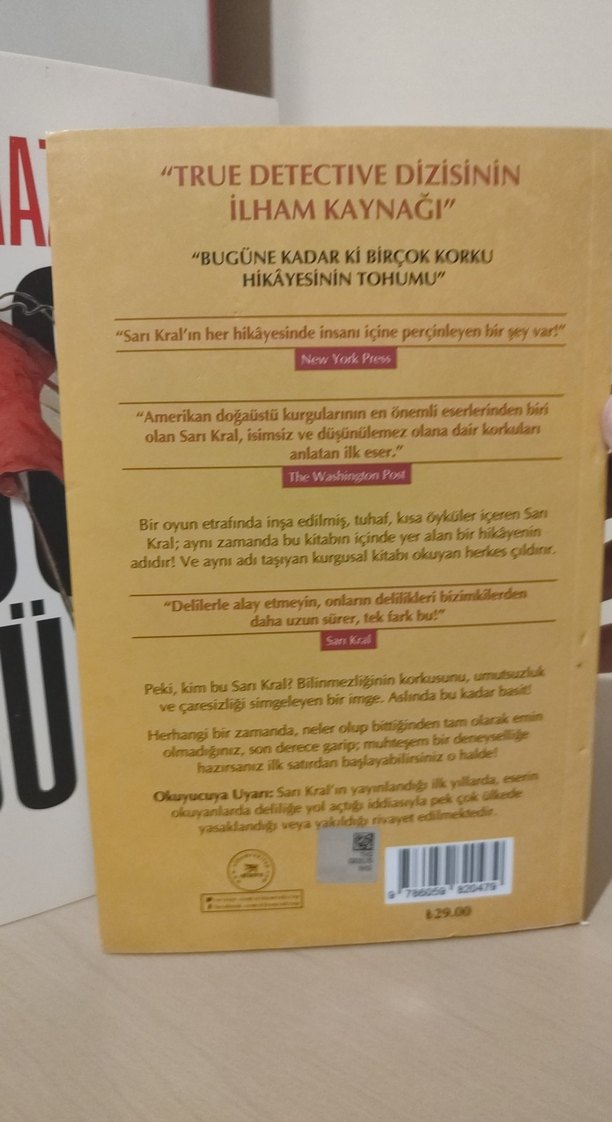 "TRUE DETECTIVE DİZİSİNİN
İLHAM KAYNAĞI"
"BUGÜNE KADAR Kİ BİRÇOK KORKU
HİKÂYESİNİN TOHUMU"
"Sarı Kral'ın her hikâyesinde insanı içine perçinleyen bir şey var!"
New York Press
"Amerikan doğaüstü kurgularının en önemli eserlerinden biri
olan Sarı Kral, isimsiz ve düşünülemez olana dair korkuları
anlatan ilk eser."
The Washington Post
Bir oyun etrafında inşa edilmiş, tuhaf, kısa öyküler içeren Sarı
Kral; aynı zamanda bu kitabın içinde yer alan bir hikâyenin
adıdır! Ve aynı adı taşıyan kurgusal kitabı okuyan herkes çıldırır.
"Delilerle alay etmeyin, onların delilikleri bizimkilerden
daha uzun sürer, tek fark bu!"
Sarı Kral
Peki, kim bu Sarı Kral? Bilinmezliğinin korkusunu, umutsuzluk
ve çaresizliği simgeleyen bir imge. Aslında bu kadar basit!
Herhangi bir zamanda, neler olup bittiğinden tam olarak emin
olmadığınız, son derece garip; muhteşem bir deneyselliğe
hazırsanız ilk satırdan başlayabilirsiniz o halde!
Okuyucuya Uyarı: Sarı Kral'ın yayınlandığı ilk yıllarda, eserin
okuyanlarda deliliğe yol açtığı iddiasıyla pek çok ülkede
yasaklandığı veya yakıldığı rivayet edilmektedir.
9 786059 820479
₺29.00
AZ
Ü